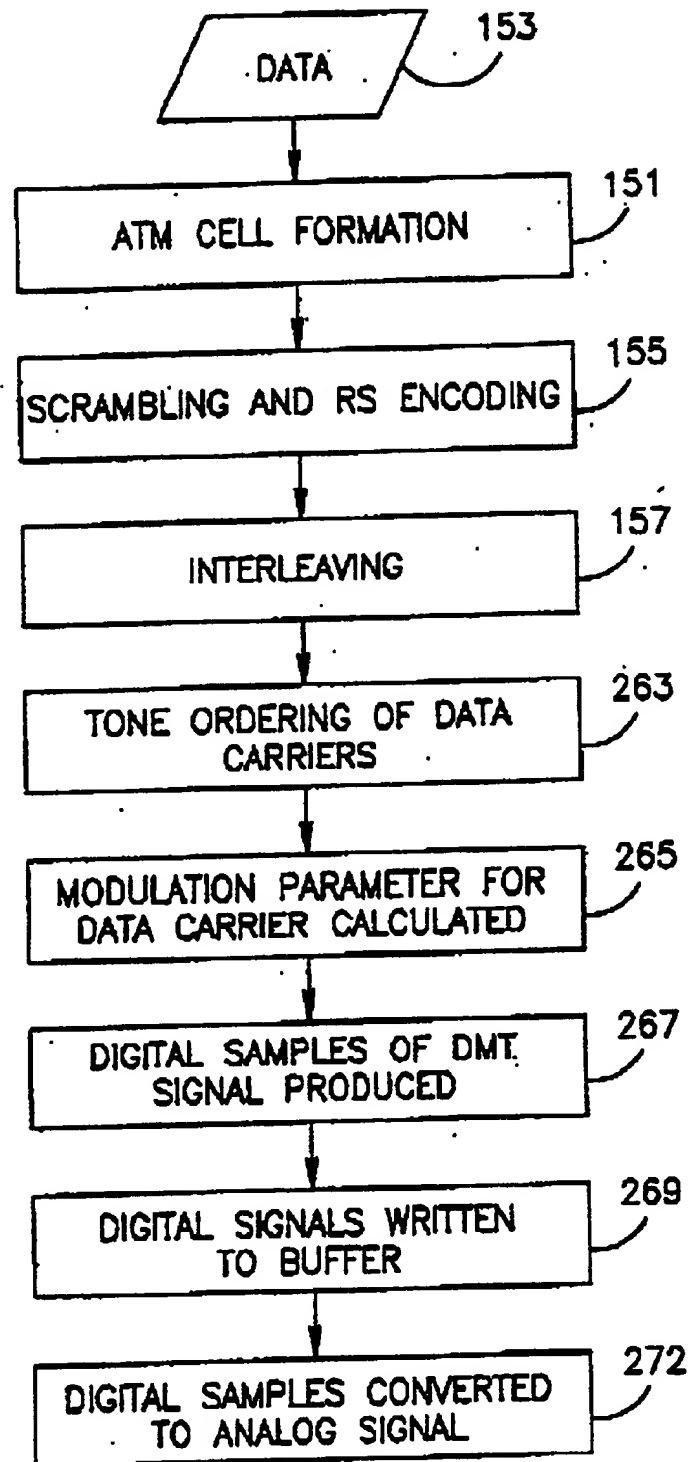 153
DATA
151
ATM CELL FORMATION
155
SCRAMBLING AND RS ENCODING
157
INTERLEAVING
263
TONE ORDERING OF DATA
CARRIERS
265
MODULATION PARAMETER FOR
DATA CARRIER CALCULATED
267
DIGITAL SAMPLES OF DMT
SIGNAL PRODUCED
269
DIGITAL SIGNALS WRITTEN
TO BUFFER
272
DIGITAL SAMPLES CONVERTED
TO ANALOG SIGNAL